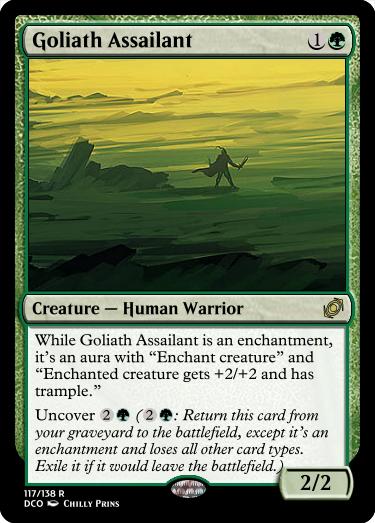 Goliath Assailant 1
Creature — Human Warrior
While Goliath Assailant is an enchantment,
it's an aura with “Enchant creature” and
“Enchanted creature gets +2/+2 and has
trample.”
Uncover 2 ( 2 : Return this card from
your graveyard to the battlefield, except it's an
enchantment and loses all other card types.
Exile it if it would leave the battlefield.)
2/2
117/138 R
DCO Chilly Prins